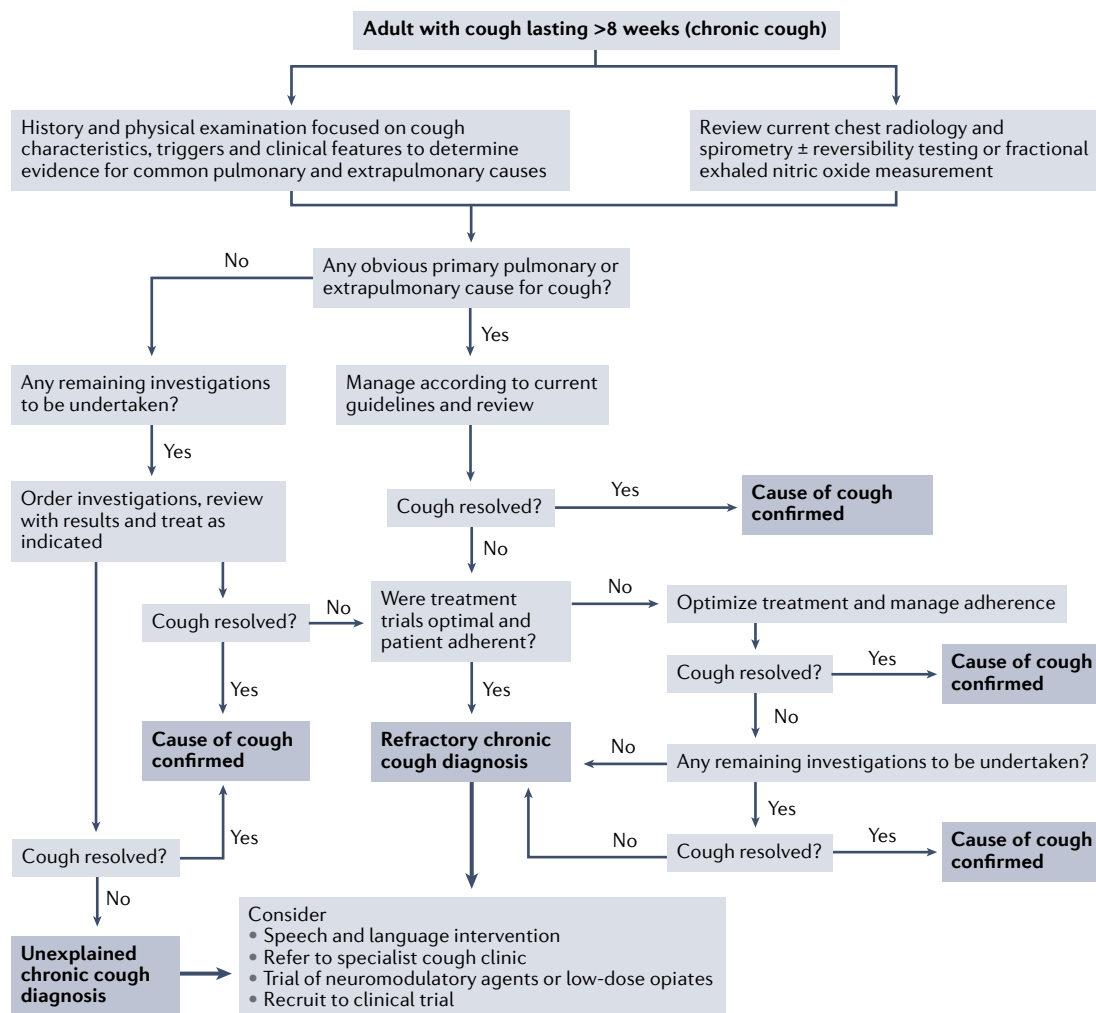 Adult with cough lasting >8 weeks (chronic cough)
History and physical examination focused on cough
characteristics, triggers and clinical features to determine
evidence for common pulmonary and extrapulmonary causes
Review current chest radiology and
spirometry ± reversibility testing or fractional
exhaled nitric oxide measurement
No
Any obvious primary pulmonary or
extrapulmonary cause for cough?
Yes
Any remaining investigations
to be undertaken?
Manage according to current
guidelines and review
Yes
Order investigations, review
with results and treat as
indicated
Cough resolved?
Yes
Cause of cough
confirmed
No
Cough resolved?
No
Were treatment
trials optimal and
patient adherent?
No
Optimize treatment and manage adherence
Yes
Yes
Cough resolved?
Yes
Cause of cough
confirmed
No
Cause of cough
confirmed
Refractory chronic
cough diagnosis
No
Any remaining investigations to be undertaken?
Yes
Cough resolved?
Yes
No
Cough resolved?
Yes
Cause of cough
confirmed
No
Unexplained
chronic cough
diagnosis
Consider
• Speech and language intervention
• Refer to specialist cough clinic
• Trial of neuromodulatory agents or low-dose opiates
• Recruit to clinical trial